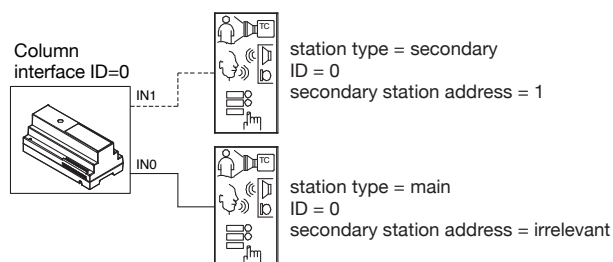 TC
Column
interface ID=0
station type = secondary
ID = 0
secondary station address = 1
IN1
IN0
TC
station type = main
ID = 0
secondary station address = irrelevant